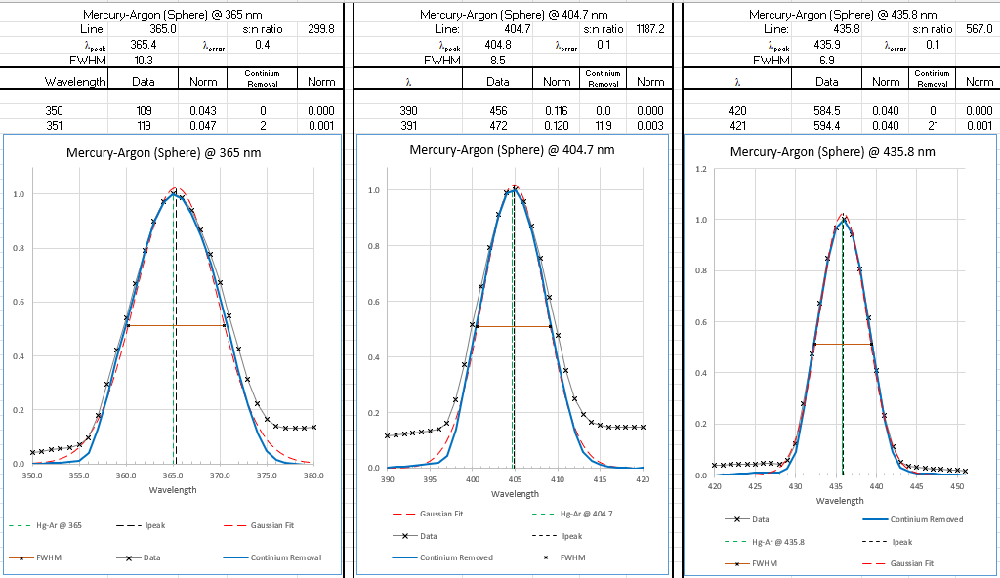 Mercury-Argon (Sphere) @ 365 nm
Line: 365.0 s:n ratio 299.8
λpeak 365.4 λerror 0.4
FWHM 10.3
Wavelength Data Norm Continium Removal Norm
350 109 0.043 0 0.000
351 119 0.047 2 0.001
Mercury-Argon (Sphere) @ 365 nm
1.0
0.8
0.6
0.4
0.2
0.0
350.0 355.0 360.0 365.0 370.0 375.0 380.0
Wavelength
Hg-Ar @ 365 Ipeak Gaussian Fit
FWHM Data Continium Removal
Mercury-Argon (Sphere) @ 404.7 nm
Line: 404.7 s:n ratio 1187.2
λpeak 404.8 λerror 0.1
FWHM 8.5
λ Data Norm Continium Removal Norm
390 456 0.116 0.0 0.000
391 472 0.120 11.9 0.003
Mercury-Argon (Sphere) @ 404.7 nm
1.0
0.8
0.6
0.4
0.2
0.0
390 395 400 405 410 415 420
Wavelength
Gaussian Fit Hg-Ar @ 404.7
Data Ipeak
Continium Removed FWHM
Mercury-Argon (Sphere) @ 435.8 nm
Line: 435.8 s:n ratio 567.0
λpeak 435.9 λerror 0.1
FWHM 6.9
λ Data Norm Continium Removal Norm
420 584.5 0.040 0 0.000
421 594.4 0.040 21 0.001
Mercury-Argon (Sphere) @ 435.8 nm
1.2
1.0
0.8
0.6
0.4
0.2
0.0
420 425 430 435 440 445 450
Wavelength
Data Continium Removed
Hg-Ar @ 435.8 Ipeak
FWHM Gaussian Fit